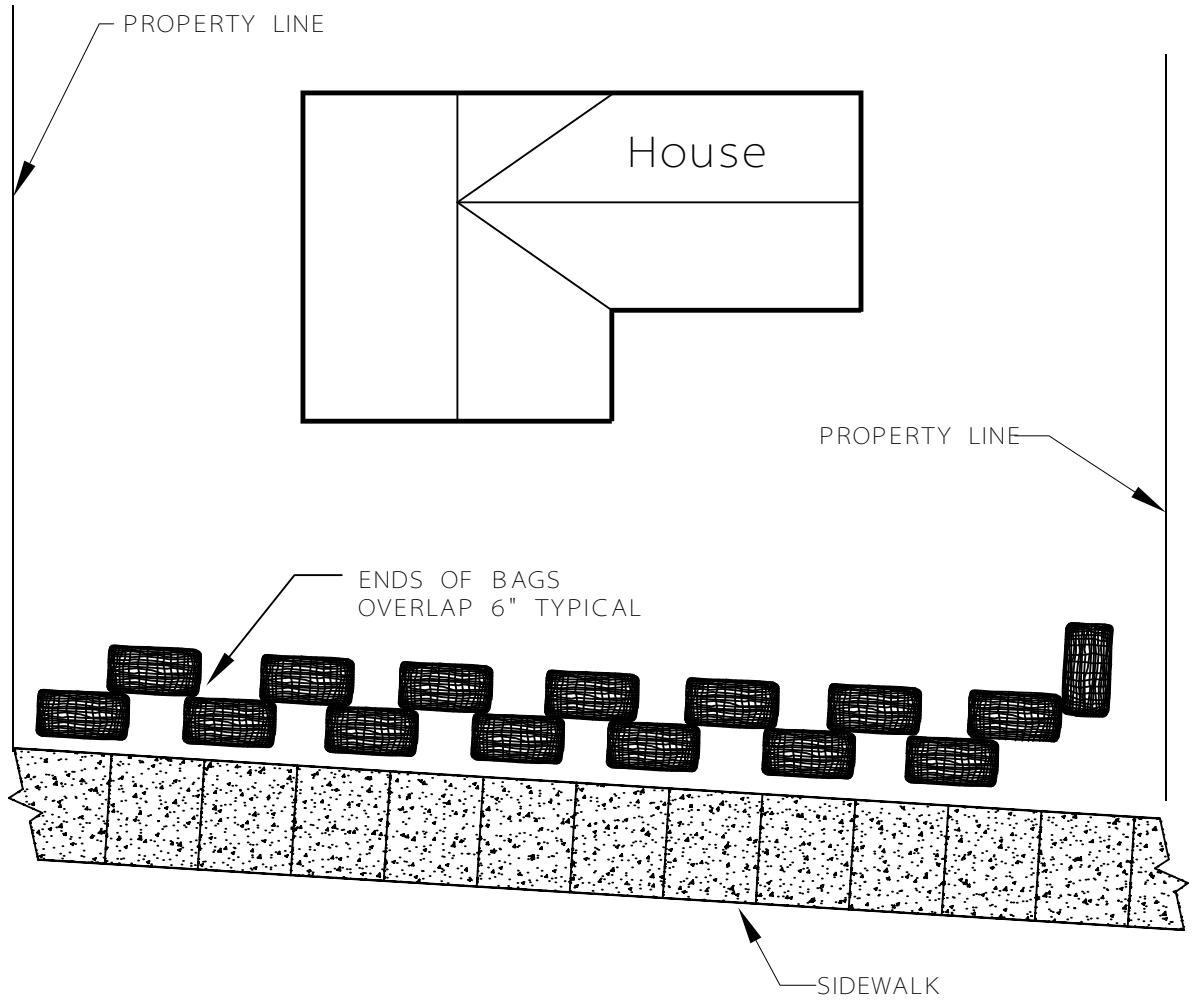 PROPERTY LINE
House
PROPERTY LINE
ENDS OF BAGS
OVERLAP 6" TYPICAL
SIDEWALK